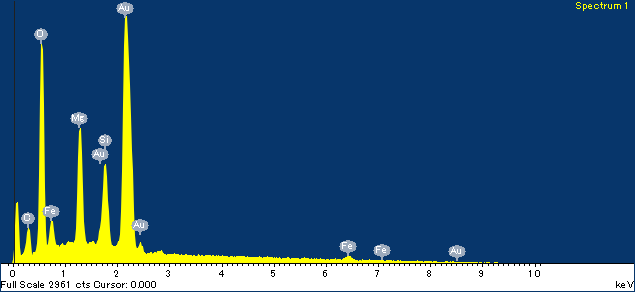 Spectrum 1
Au
O
Mg
Si
Au
Fe
O
Au
Fe
Fe
Au
0 1 2 3 4 5 6 7 8 9 10
Full Scale 2961 cts Cursor: 0.000 keV